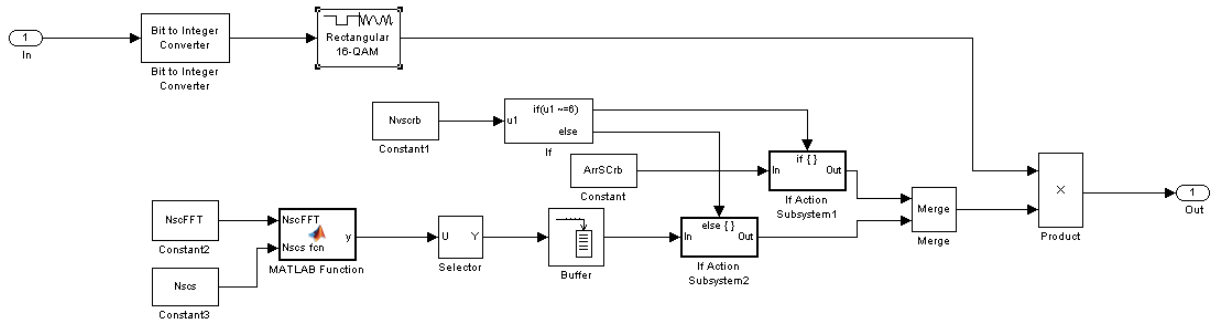 1
In
Bit to Integer
Converter
Bit to Integer
Converter
Rectangular
16-QAM
Nvscrb
Constant1
u1
if(u1 ~=6)
else
If
ArrSCrb
Constant
if { }
In
Out
If Action
Subsystem1
NscFFT
Constant2
Nscs
Constant3
NscFFT
Nscs fcn
y
MATLAB Function
U
Y
Selector
Buffer
else { }
In
Out
If Action
Subsystem2
Merge
Merge
×
Product
1
Out